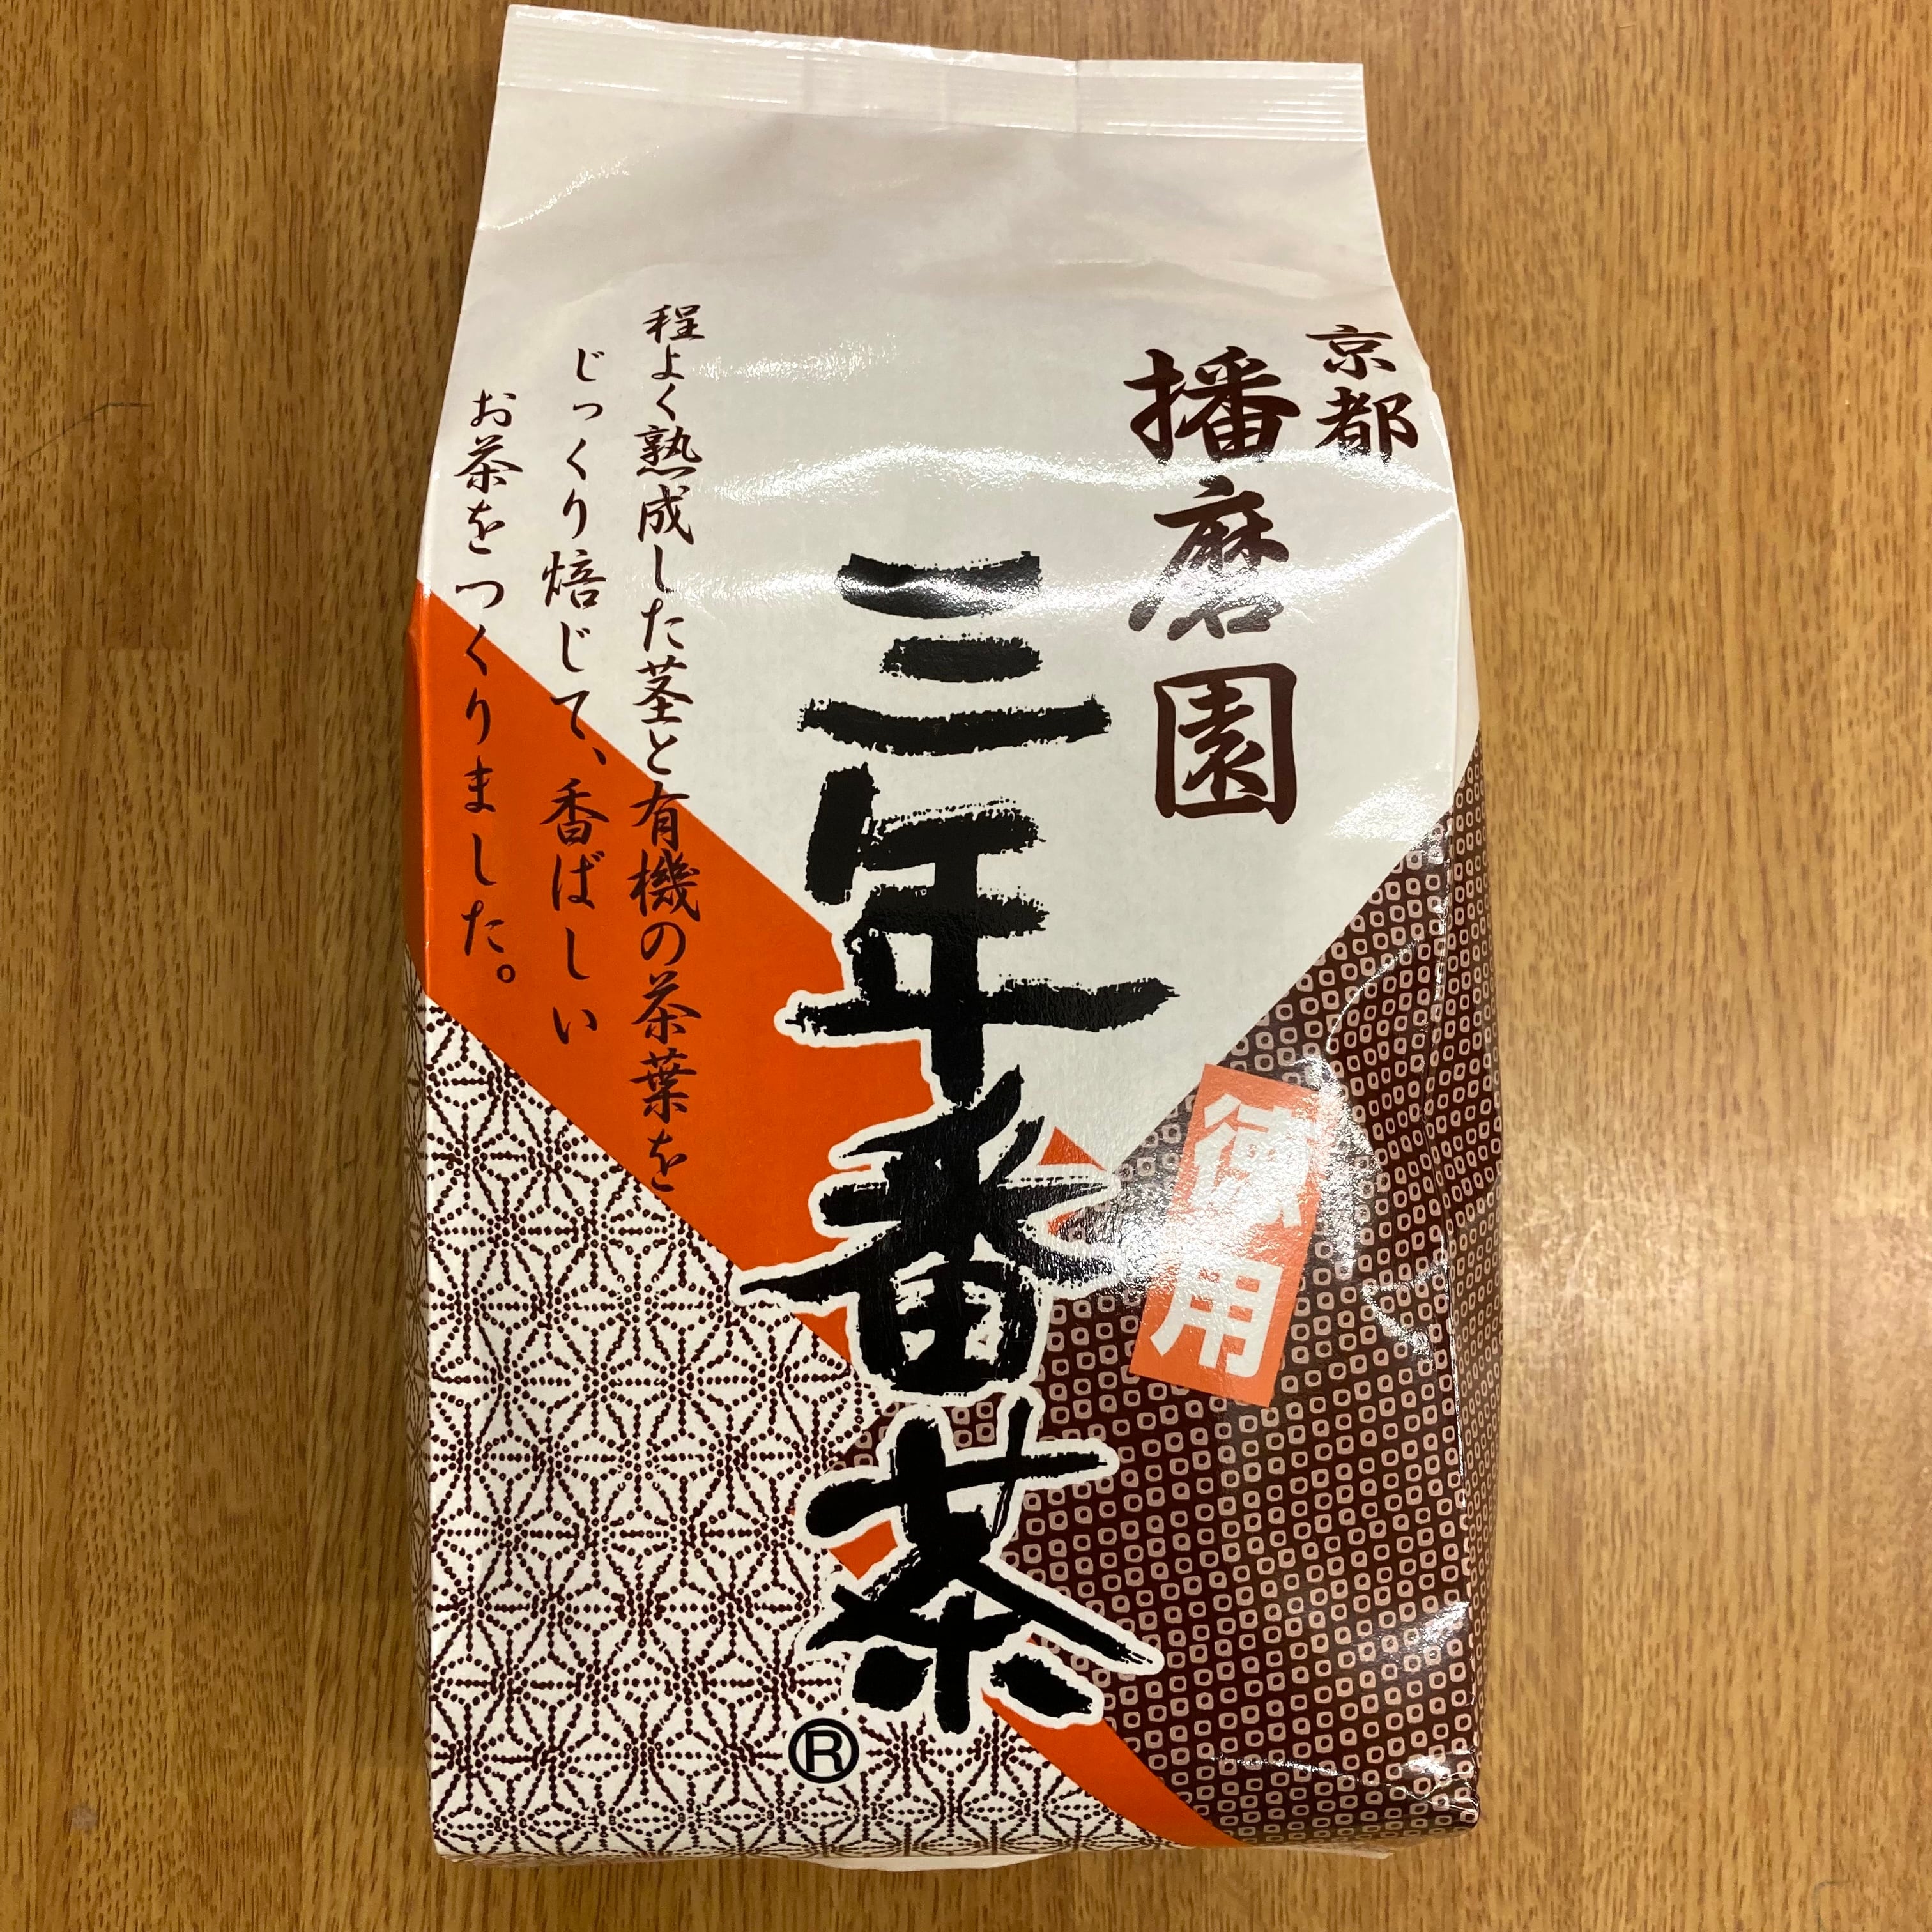 京都
播磨園
三年番茶
®
徳用
程よく熟成した茎と有機の茶葉を
じっくり焙じて、香ばしい
お茶をつくりました。